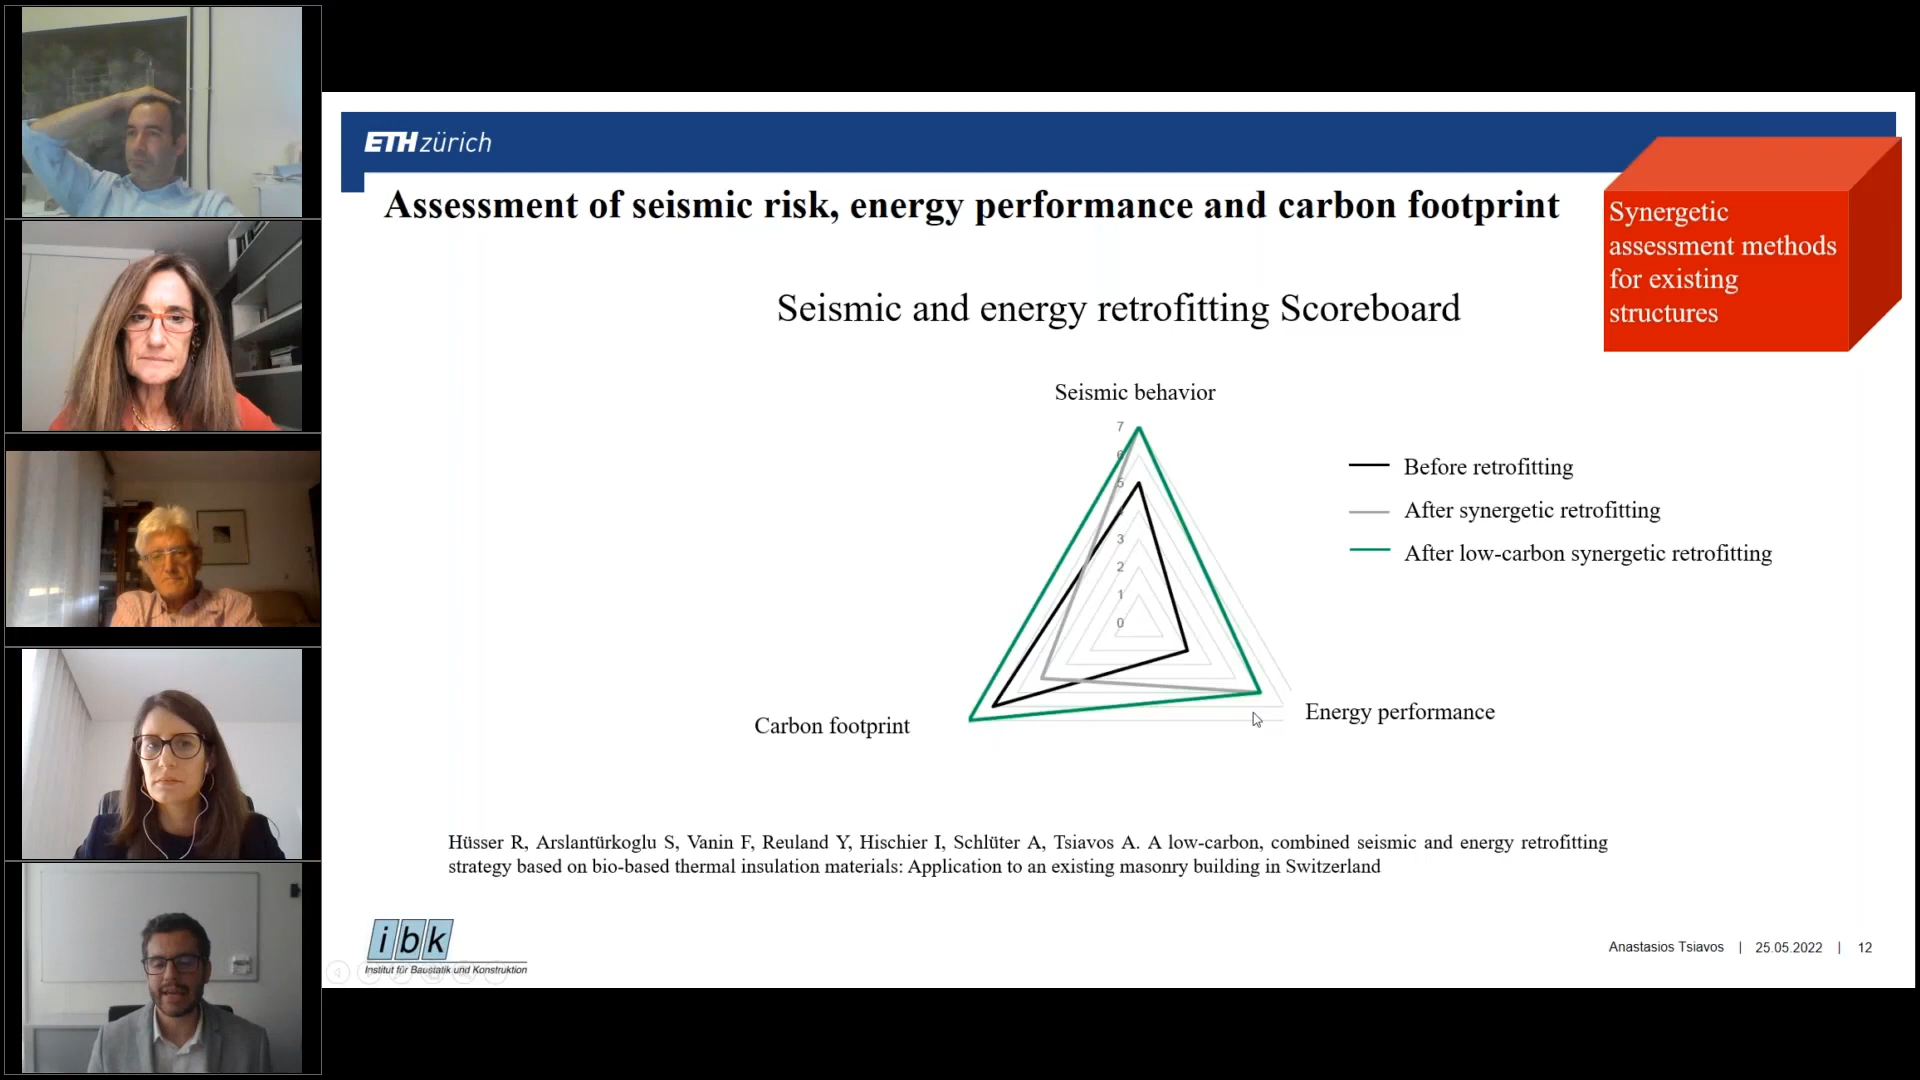 ETH zürich
Assessment of seismic risk, energy performance and carbon footprint
Synergetic
assessment methods
for existing
structures
Seismic and energy retrofitting Scoreboard
Seismic behavior
7
6
5
4
3
2
1
0
Before retrofitting
After synergetic retrofitting
After low-carbon synergetic retrofitting
Carbon footprint
Energy performance
Hüsser R, Arslantürkoglu S, Vanin F, Reuland Y, Hischier I, Schlüter A, Tsiavos A. A low-carbon, combined seismic and energy retrofitting
strategy based on bio-based thermal insulation materials: Application to an existing masonry building in Switzerland
ibk
Institut für Baustatik und Konstruktion
Anastasios Tsiavos | 25.05.2022 | 12